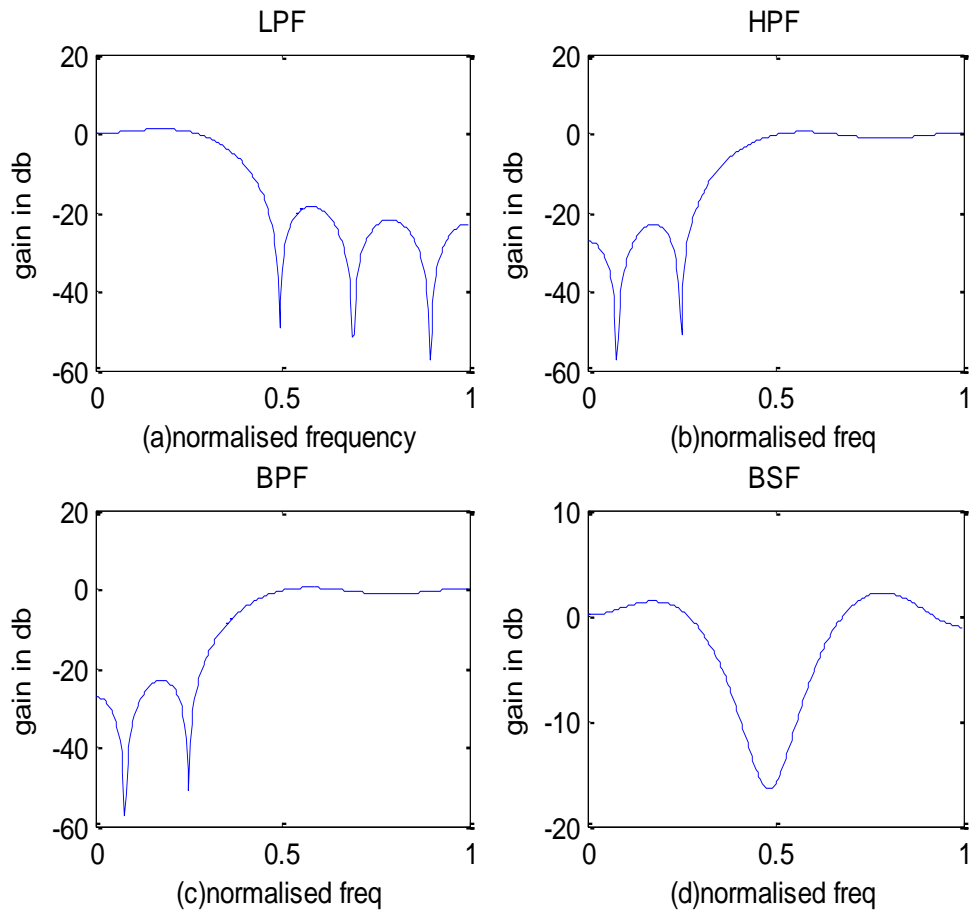 LPF
20
0
-20
-40
-60
gain in db
0
0.5
1
(a)normalised frequency
HPF
20
0
-20
-40
-60
gain in db
0
0.5
1
(b)normalised freq
BPF
20
0
-20
-40
-60
gain in db
0
0.5
1
(c)normalised freq
BSF
10
0
-10
-20
gain in db
0
0.5
1
(d)normalised freq